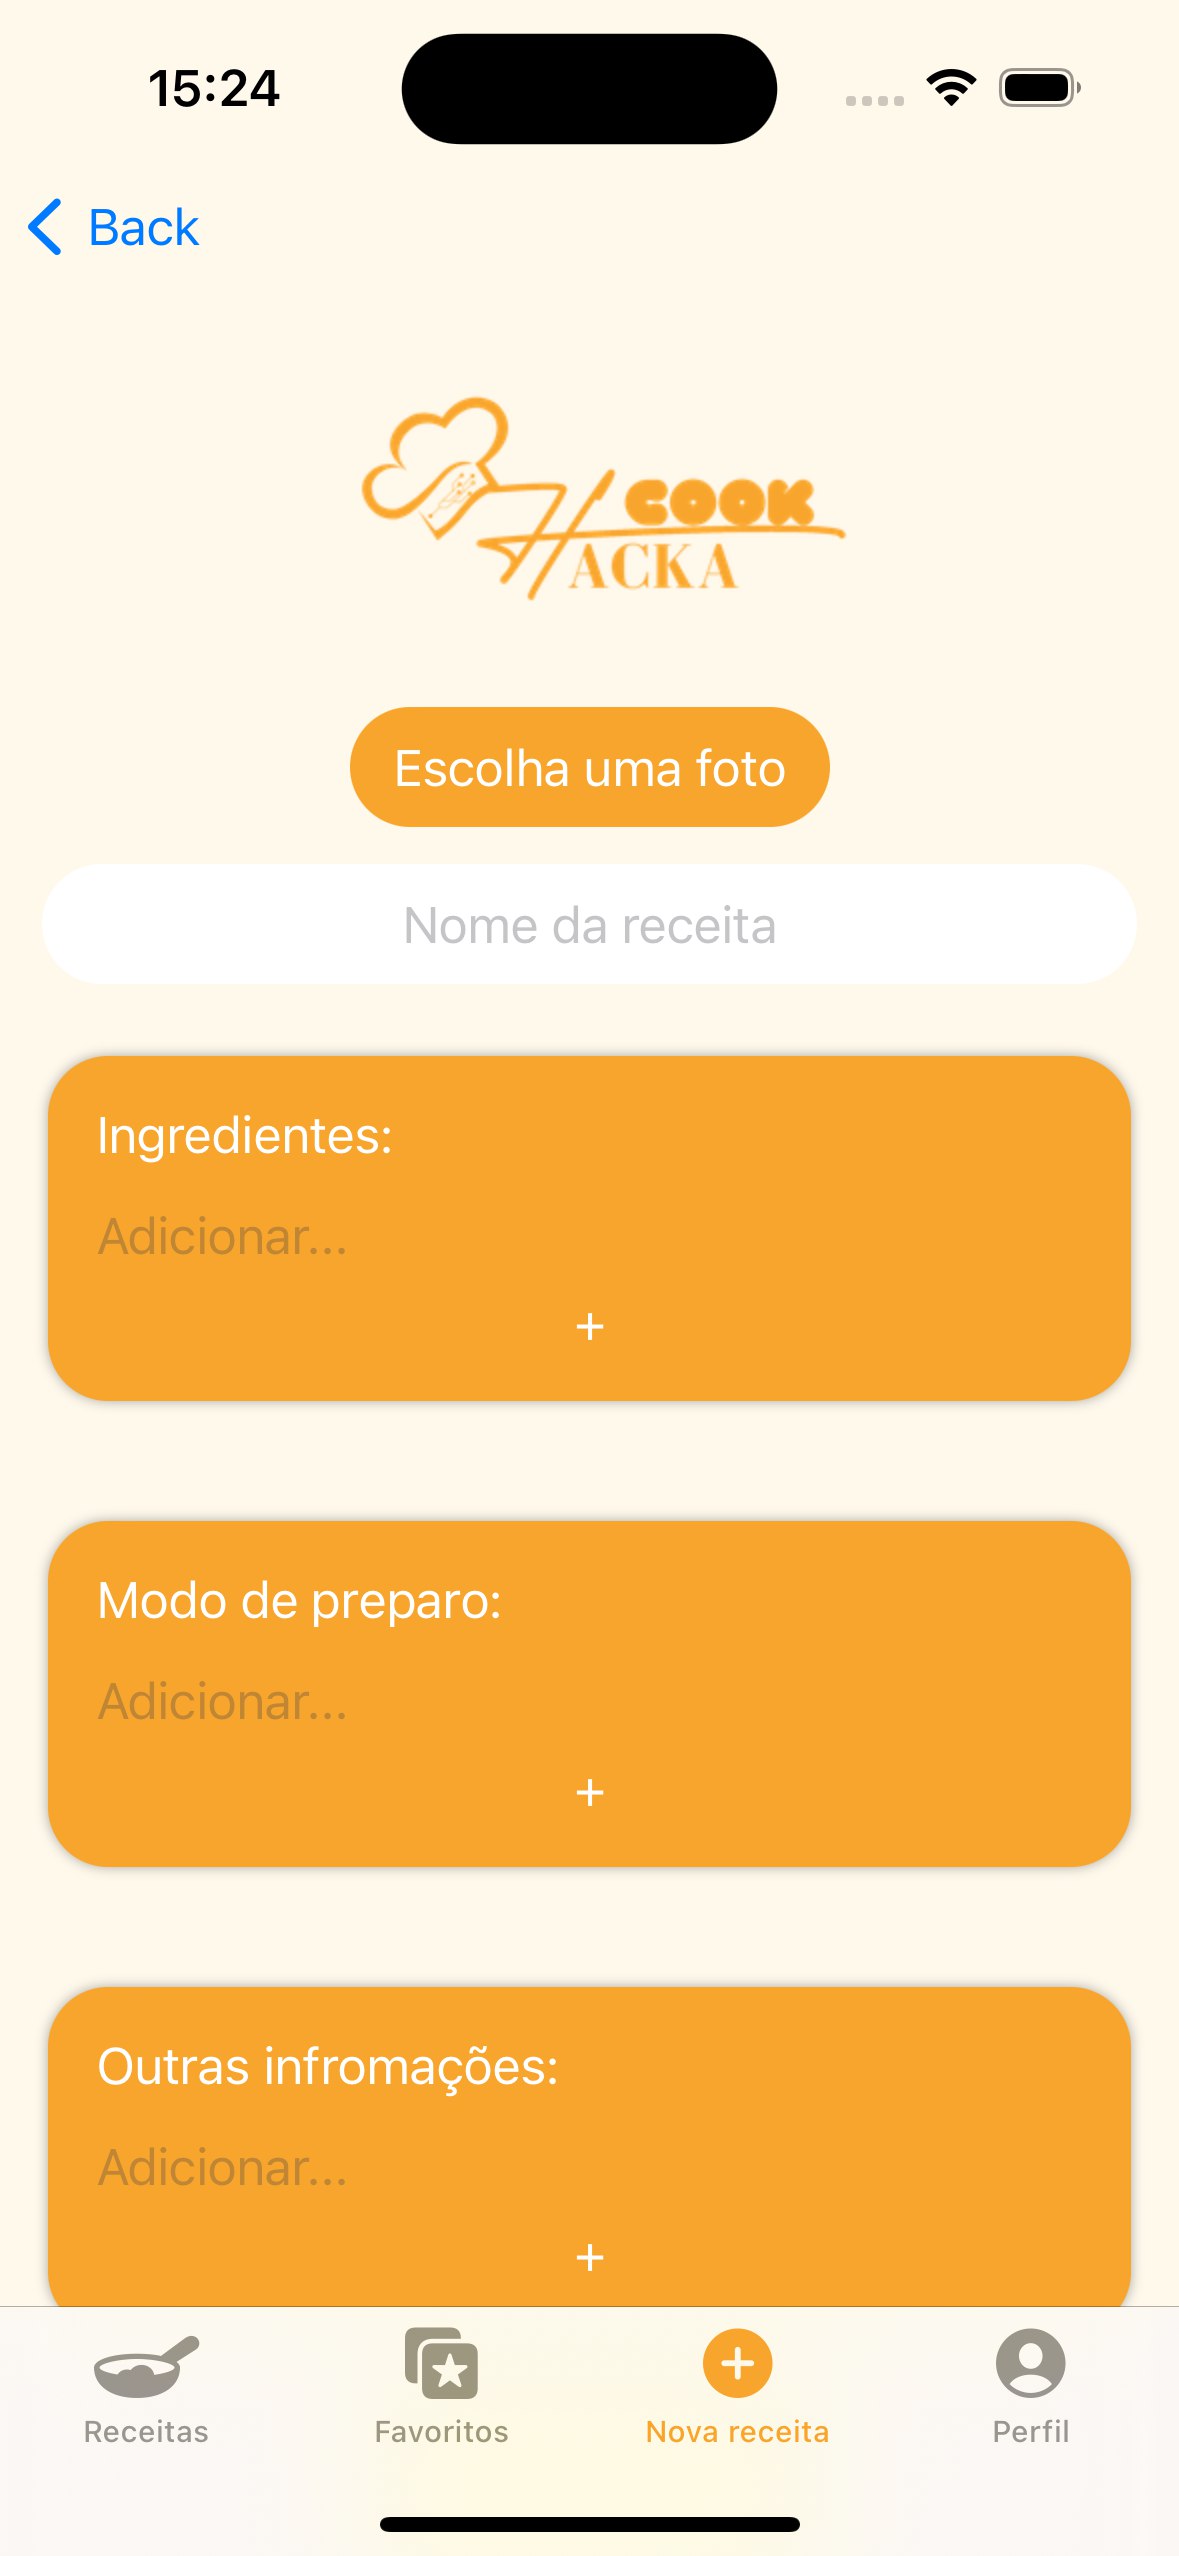 15:24
Back
COOK
HACKA
Escolha uma foto
Nome da receita
Ingredientes:
Adicionar...
+
Modo de preparo:
Adicionar...
+
Outras infromações:
Adicionar...
+
Receitas
Favoritos
Nova receita
Perfil